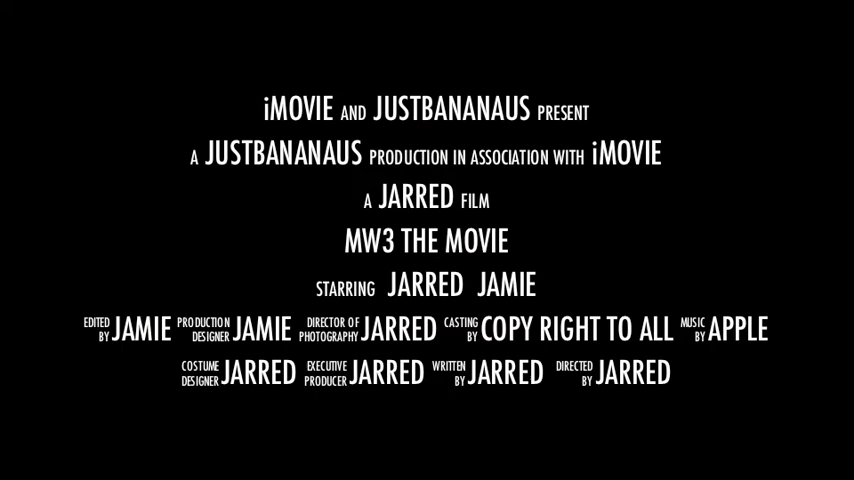 iMOVIE AND JUSTBANANAUS PRESENT
A JUSTBANANAUS PRODUCTION IN ASSOCIATION WITH iMOVIE
A JARRED FILM
MW3 THE MOVIE
STARRING JARRED JAMIE
EDITED BY JAMIE PRODUCTION DESIGNER JAMIE DIRECTOR OF PHOTOGRAPHY JARRED CASTING BY COPY RIGHT TO ALL MUSIC BY APPLE
COSTUME DESIGNER JARRED EXECUTIVE PRODUCER JARRED WRITTEN BY JARRED DIRECTED BY JARRED